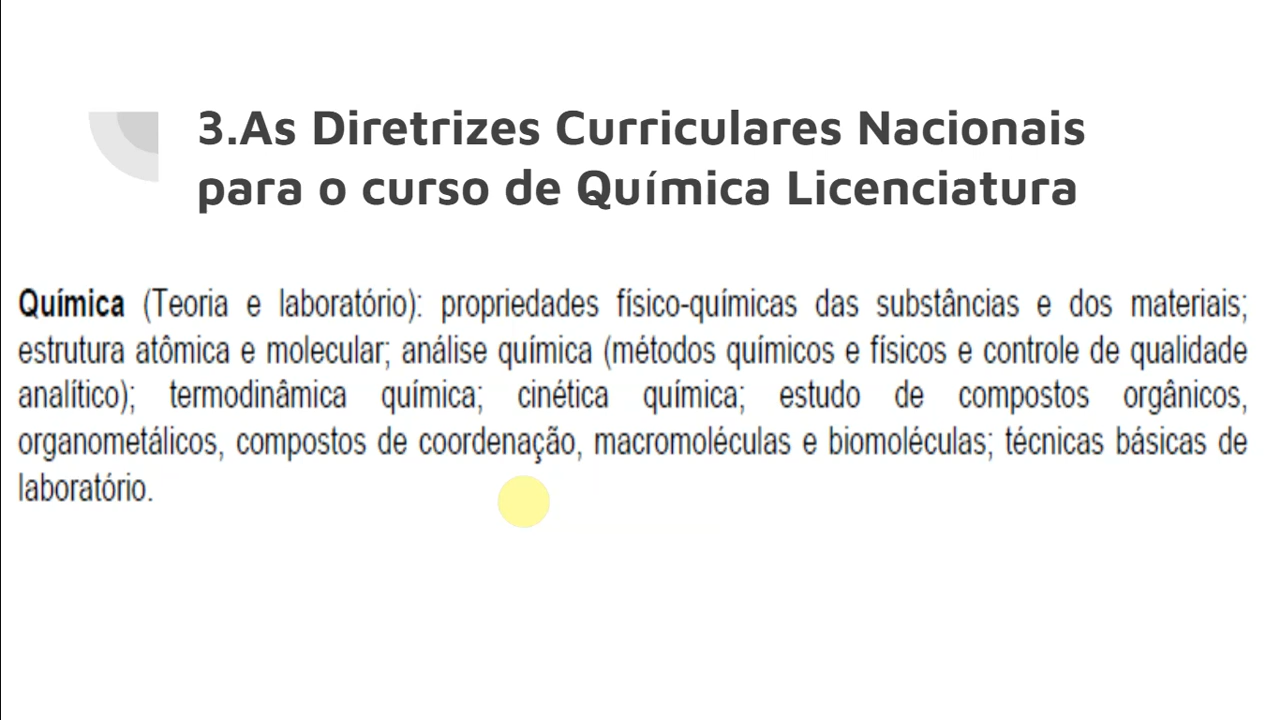 3.As Diretrizes Curriculares Nacionais
para o curso de Química Licenciatura
Química (Teoria e laboratório): propriedades físico-químicas das substâncias e dos materiais;
estrutura atômica e molecular; análise química (métodos químicos e físicos e controle de qualidade
analítico); termodinâmica química; cinética química; estudo de compostos orgânicos,
organometálicos, compostos de coordenação, macromoléculas e biomoléculas; técnicas básicas de
laboratório.